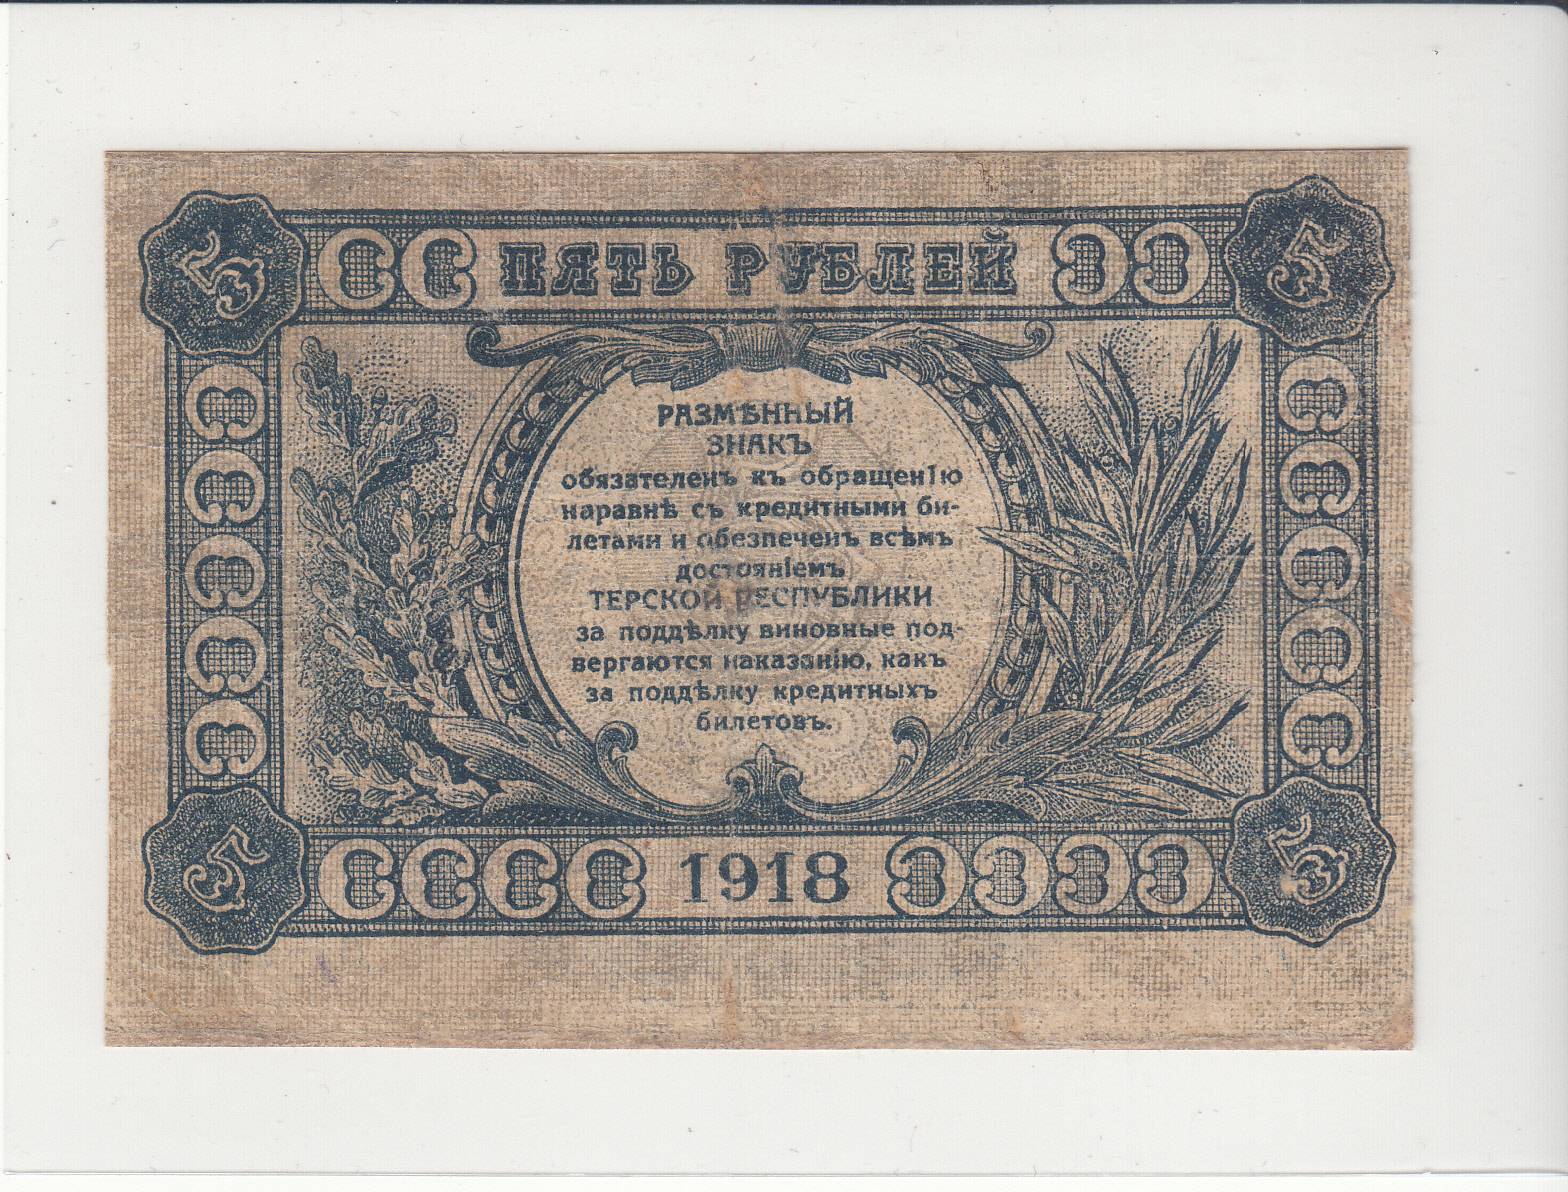 5 ПЯТЬ РУБЛЕЙ 5
РАЗМѢННЫЙ
ЗНАКЪ
обязателенъ къ обращенІю
наравнѣ съ кредитными би-
летами и обезпеченъ всѣмъ
достоянІемъ
ТЕРСКОЙ РЕСПУБЛИКИ
за поддѣлку виновные под
вергаются наказанІю, какъ
за поддѣлку кредитныхъ
билетовъ.
5 1918 5